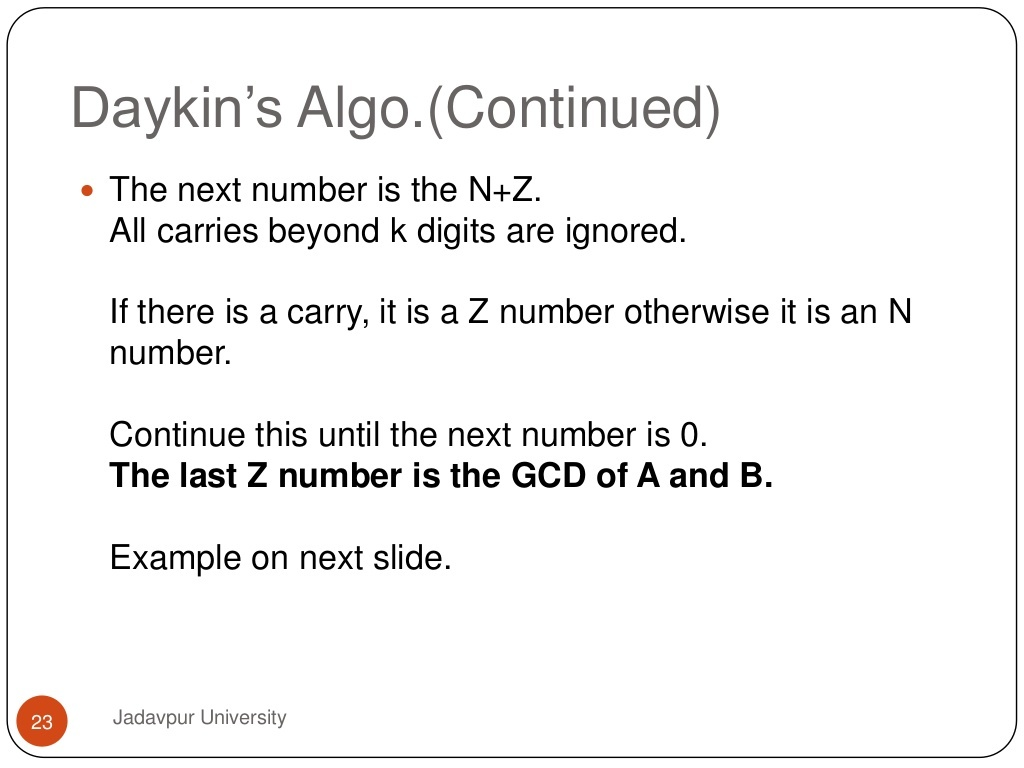 Daykin’s Algo.(Continued)
• The next number is the N+Z.
All carries beyond k digits are ignored.
If there is a carry, it is a Z number otherwise it is an N
number.
Continue this until the next number is 0.
The last Z number is the GCD of A and B.
Example on next slide.
23
Jadavpur University